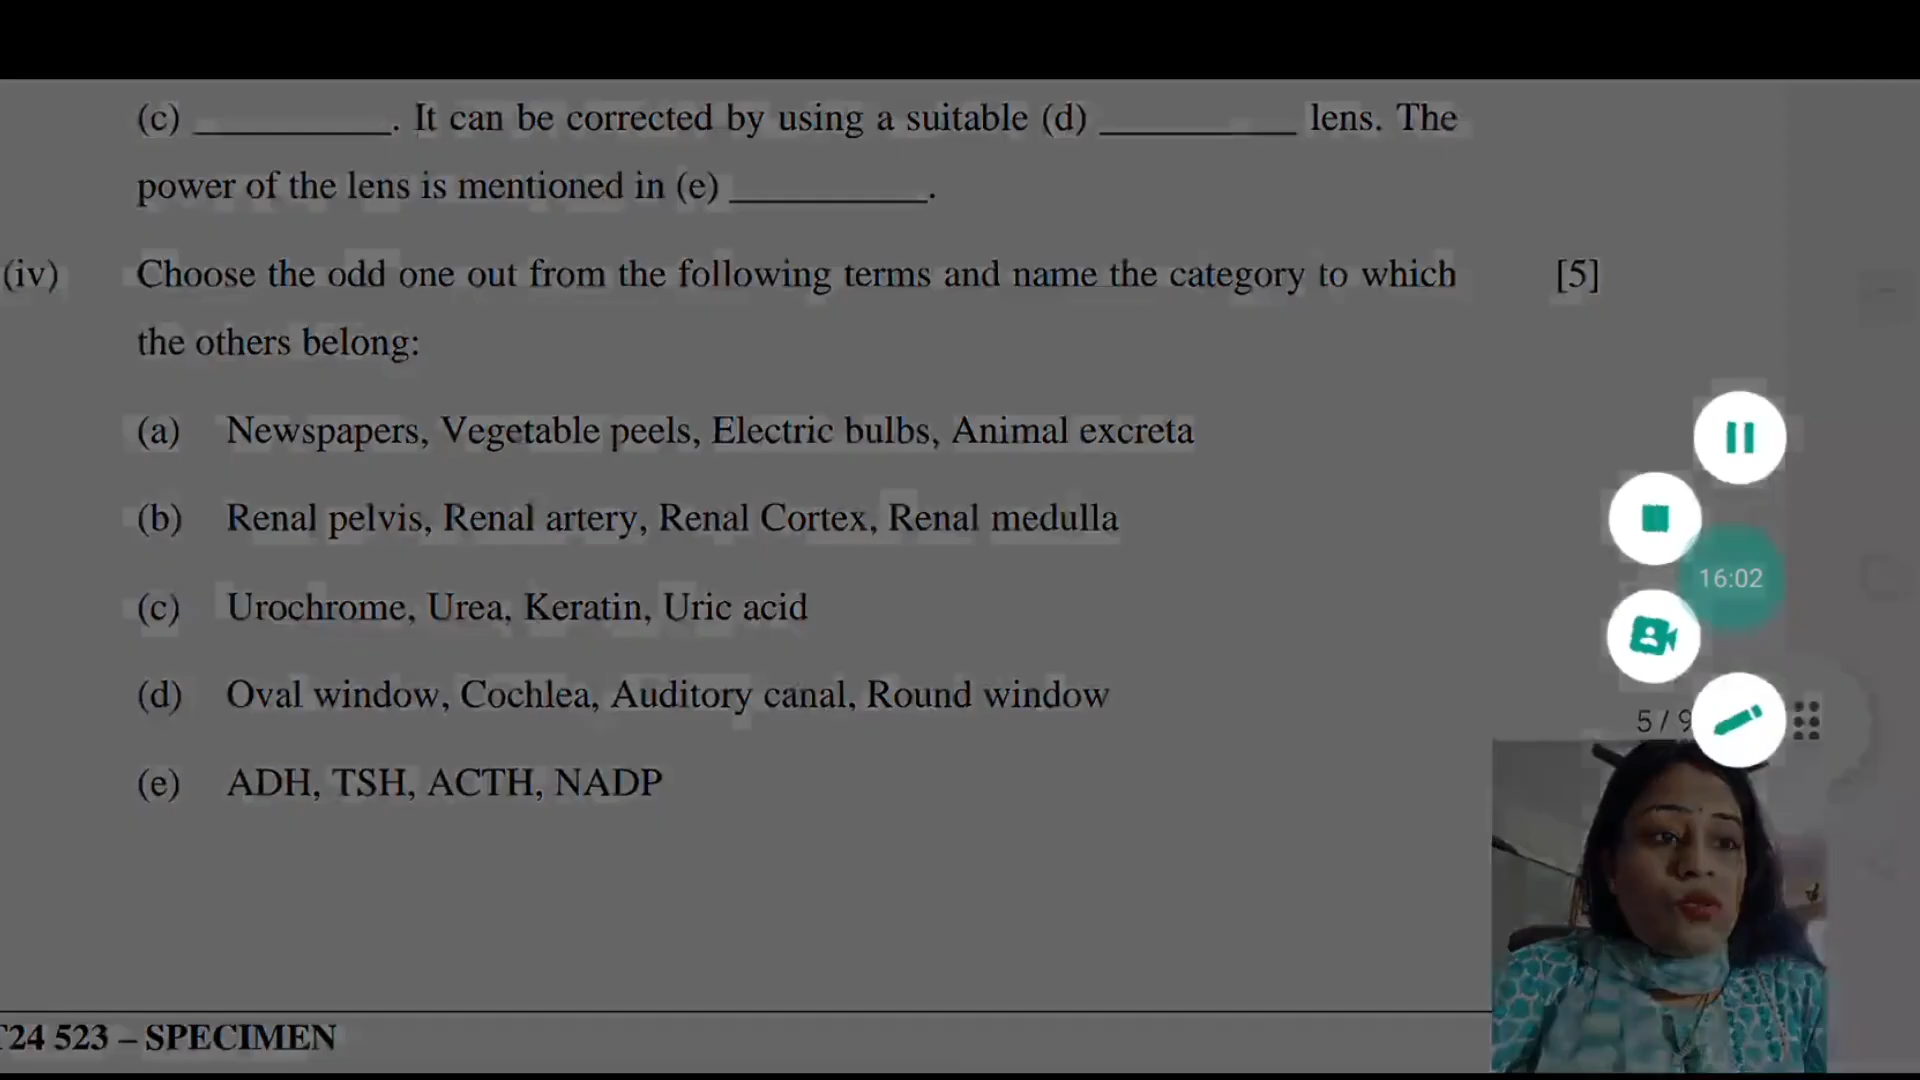 (c) __________. It can be corrected by using a suitable (d) __________ lens. The
power of the lens is mentioned in (e) __________.
(iv) Choose the odd one out from the following terms and name the category to which [5]
the others belong:
(a) Newspapers, Vegetable peels, Electric bulbs, Animal excreta
(b) Renal pelvis, Renal artery, Renal Cortex, Renal medulla
(c) Urochrome, Urea, Keratin, Uric acid
16:02
(d) Oval window, Cochlea, Auditory canal, Round window
5 / 9
(e) ADH, TSH, ACTH, NADP
T24 523 – SPECIMEN